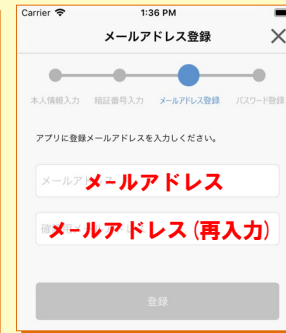 Carrier 1:36 PM
メールアドレス登録
本人情報入力 暗証番号入力 メールアドレス登録 パスワード登録
アプリに登録メールアドレスを入力しください。
メールアドレス
メールアドレス (再入力)
登録